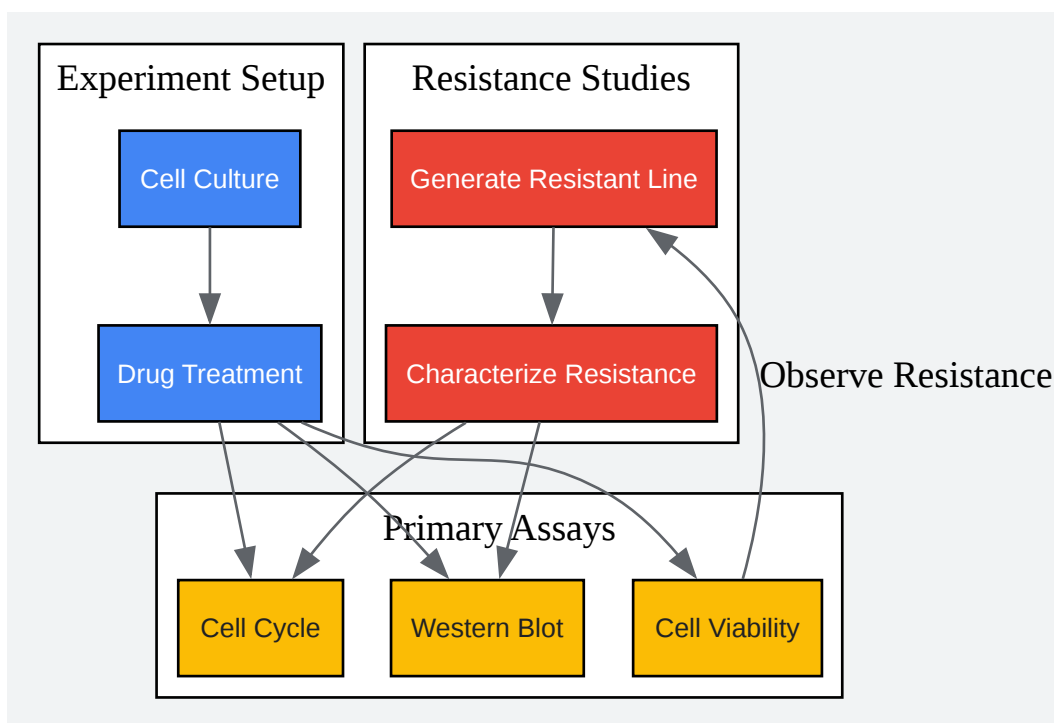 Experiment Setup
Cell Culture
Drug Treatment
Resistance Studies
Generate Resistant Line
Characterize Resistance
Observe Resistance
Primary Assays
Cell Cycle
Western Blot
Cell Viability